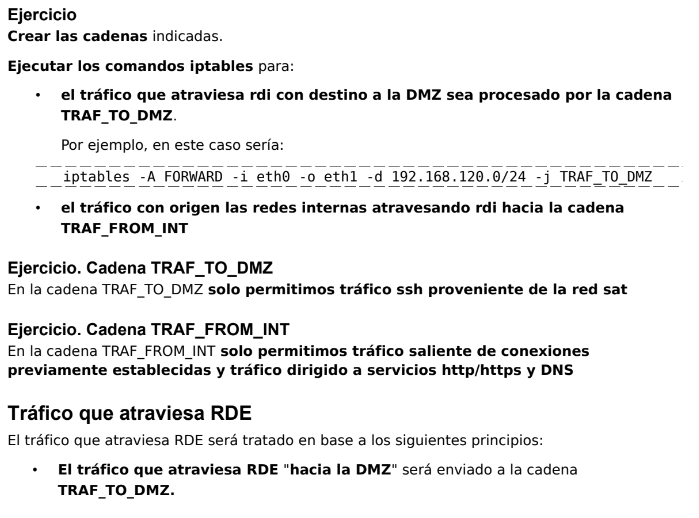 Ejercicio
Crear las cadenas indicadas.
Ejecutar los comandos iptables para:
• el tráfico que atraviesa rdi con destino a la DMZ sea procesado por la cadena
TRAF_TO_DMZ.
Por ejemplo, en este caso sería:
iptables -A FORWARD -i eth0 -o eth1 -d 192.168.120.0/24 -j TRAF_TO_DMZ
• el tráfico con origen las redes internas atravesando rdi hacia la cadena
TRAF_FROM_INT
Ejercicio. Cadena TRAF_TO_DMZ
En la cadena TRAF_TO_DMZ solo permitimos tráfico ssh proveniente de la red sat
Ejercicio. Cadena TRAF_FROM_INT
En la cadena TRAF_FROM_INT solo permitimos tráfico saliente de conexiones
previamente establecidas y tráfico dirigido a servicios http/https y DNS
Tráfico que atraviesa RDE
El tráfico que atraviesa RDE será tratado en base a los siguientes principios:
• El tráfico que atraviesa RDE "hacia la DMZ" será enviado a la cadena
TRAF_TO_DMZ.